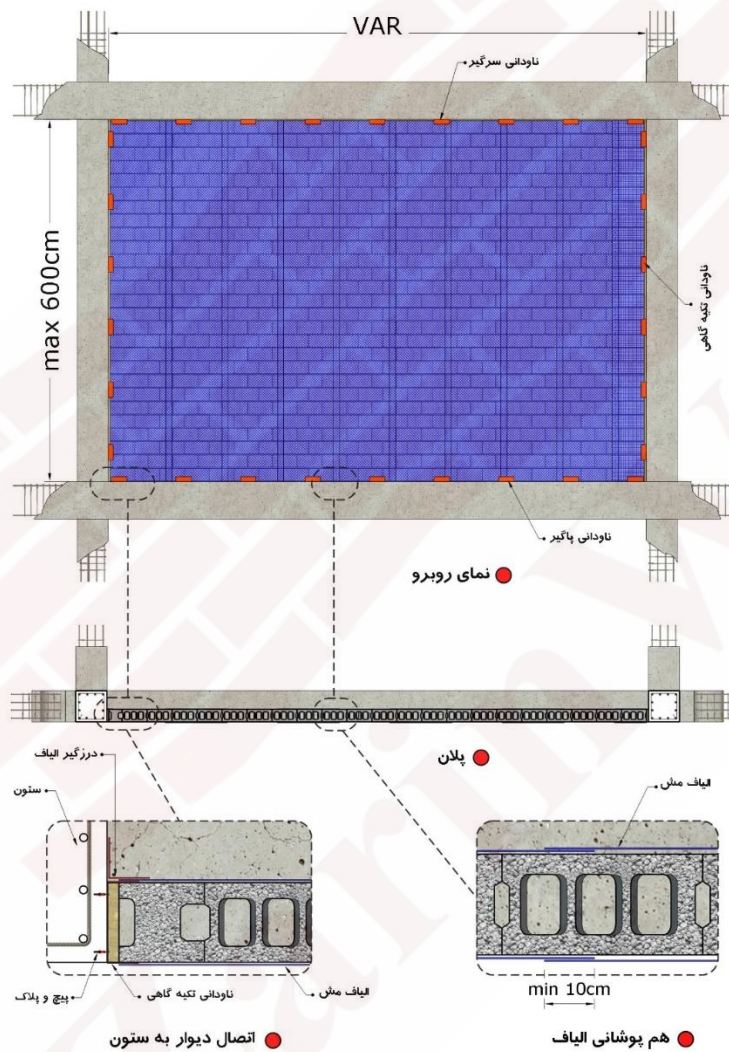 VAR
ناودانی سرگیر
max 600cm
ناودانی تکیه گاهی
ناودانی پاگیر
نمای روبرو
پلان
درزگیر الیاف
ستون
الیاف مش
پیچ و پلاک
ناودانی تکیه گاهی
الیاف مش
min 10cm
اتصال دیوار به ستون
هم پوشانی الیاف